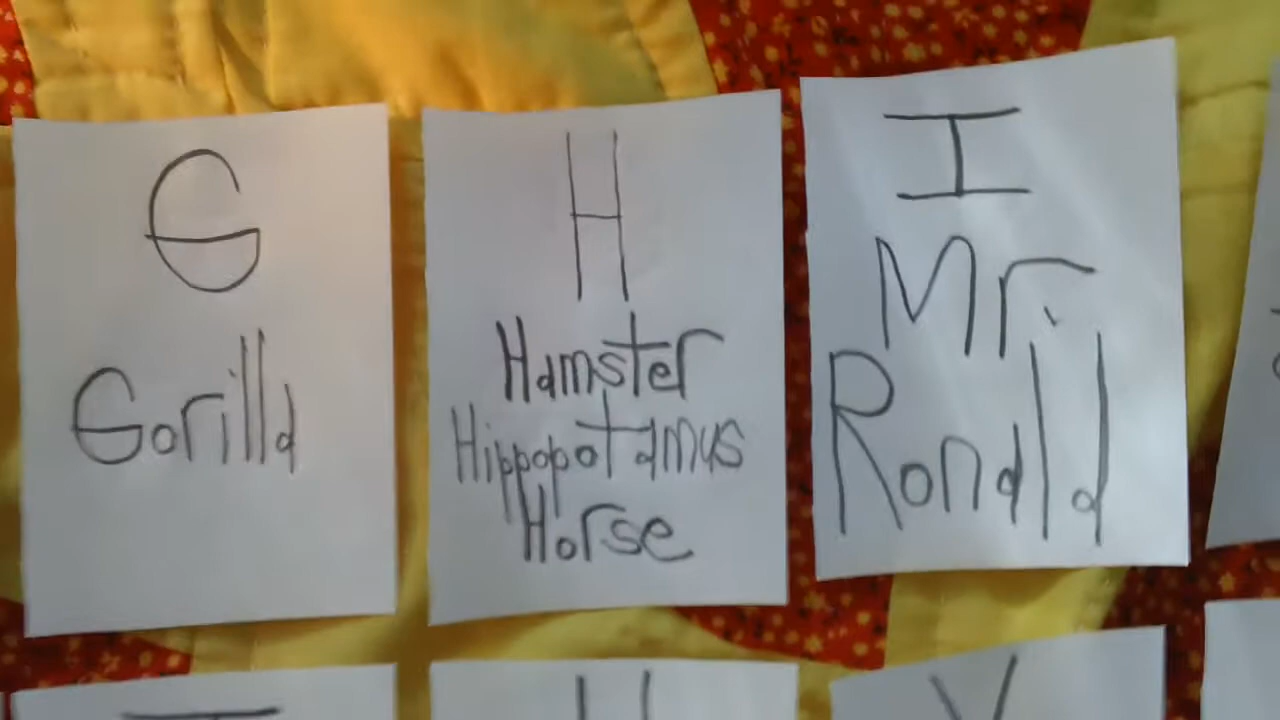 G
Gorilla
H
Hamster
Hippopotamus
Horse
I
Mr.
Ronald